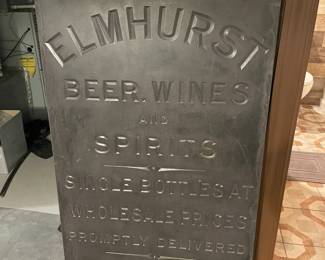 ELMHURST
BEER, WINES
AND
SPIRITS
SINGLE BOTTLES AT
WHOLESALE PRICES
PROMPTLY DELIVERED